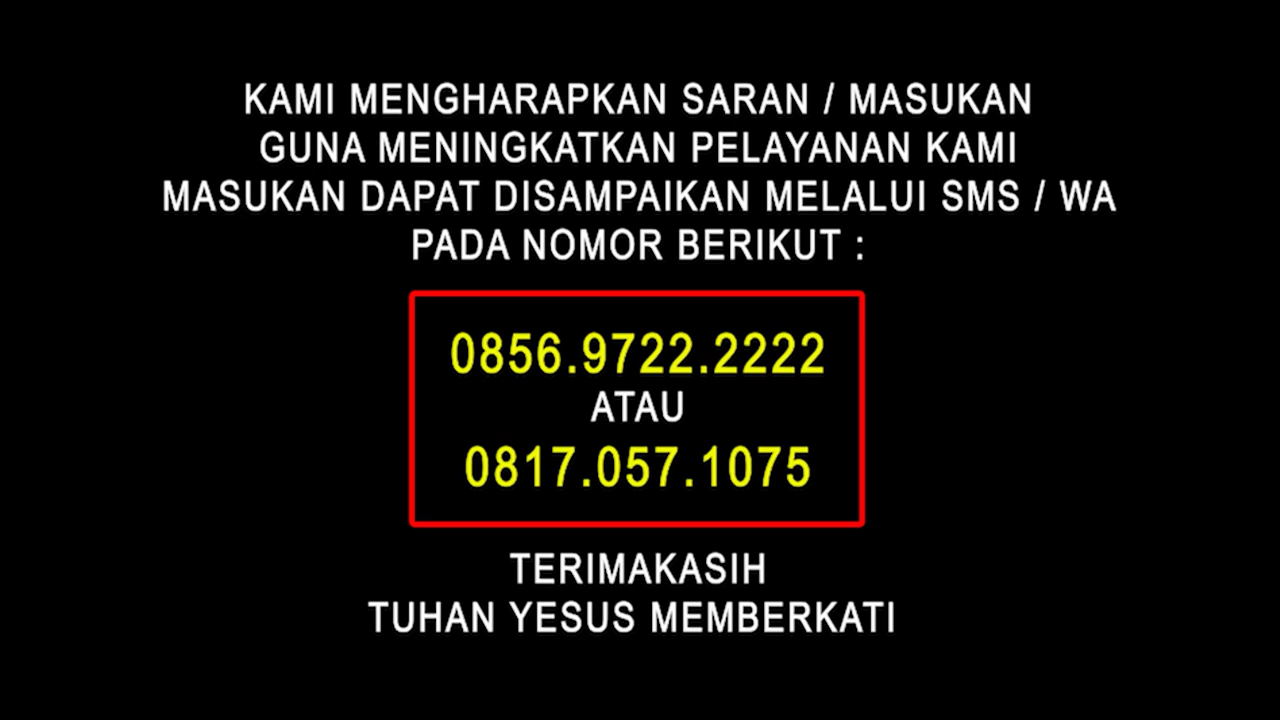 KAMI MENGHARAPKAN SARAN / MASUKAN
GUNA MENINGKATKAN PELAYANAN KAMI
MASUKAN DAPAT DISAMPAIKAN MELALUI SMS / WA
PADA NOMOR BERIKUT :
0856.9722.2222
ATAU
0817.057.1075
TERIMAKASIH
TUHAN YESUS MEMBERKATI